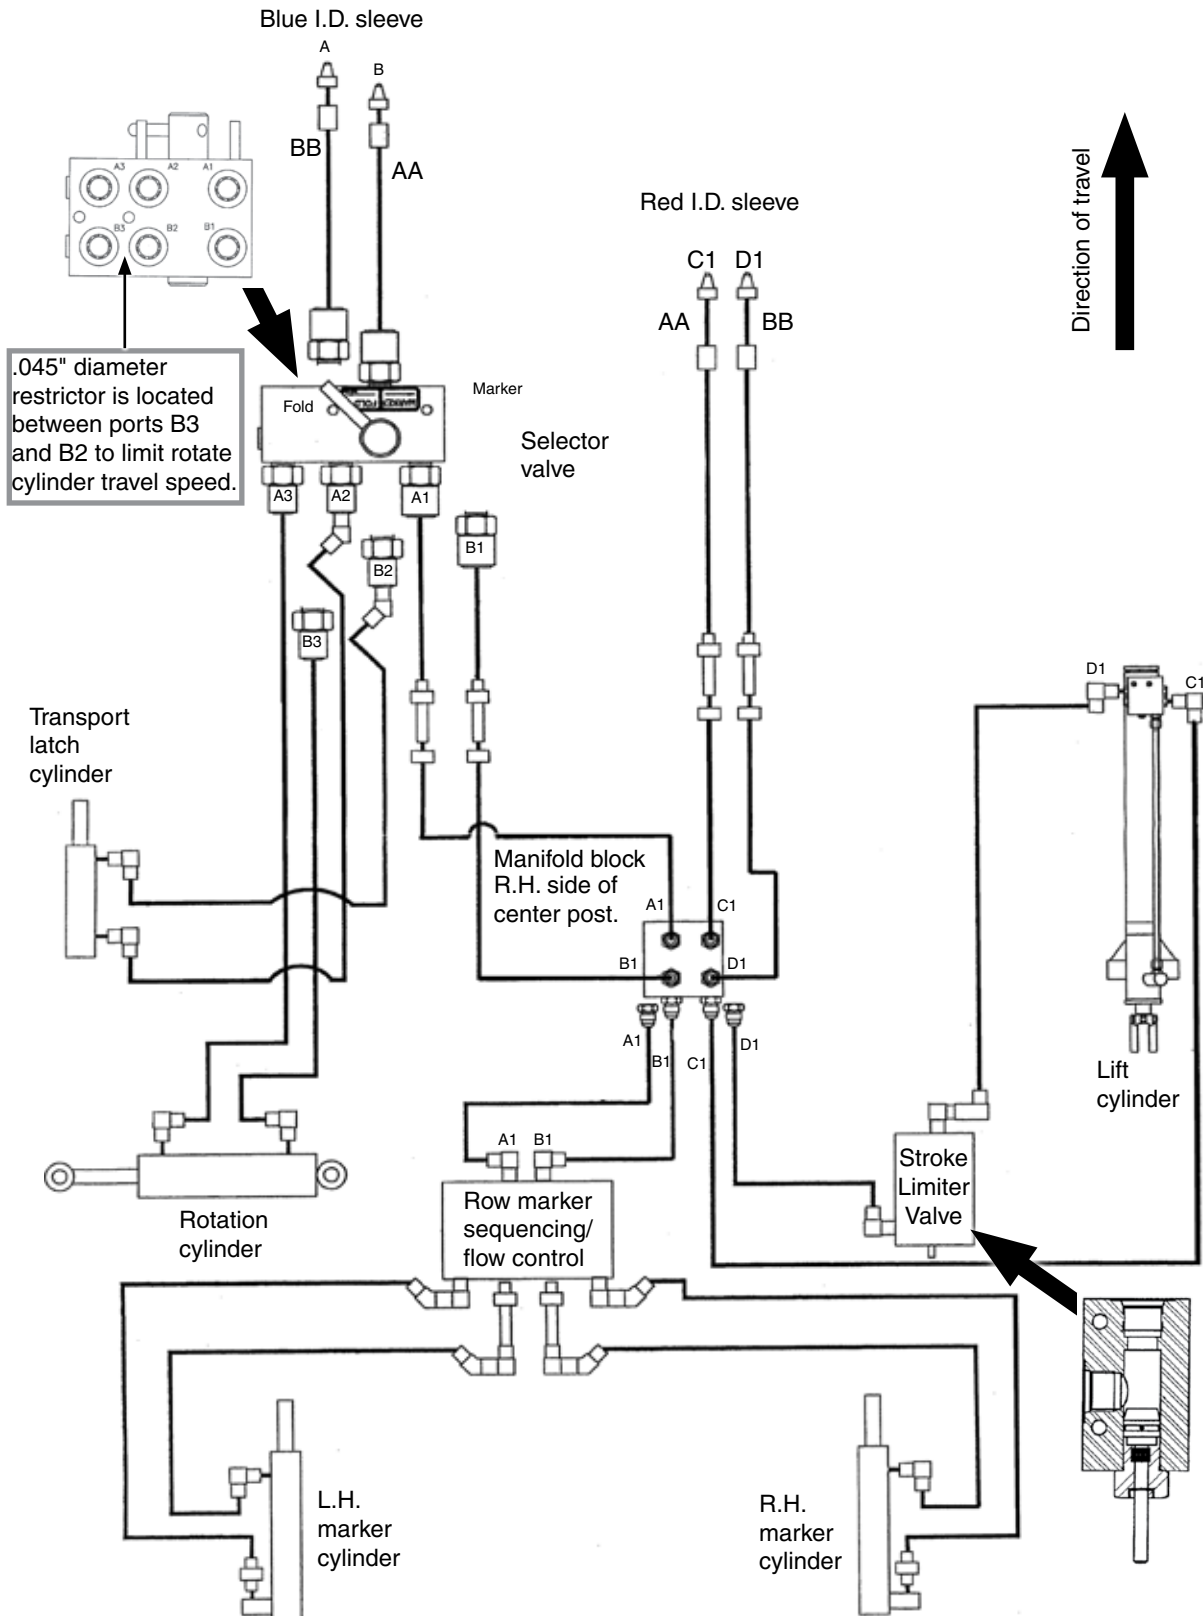 Blue I.D. sleeve
A
B
BB
AA
A3
A2
A1
B3
B2
B1
Red I.D. sleeve
C1
D1
AA
BB
Direction of travel
.045" diameter
restrictor is located
between ports B3
and B2 to limit rotate
cylinder travel speed.
Fold
FOLD
Marker
Selector
valve
A3
A2
A1
B1
B2
B3
D1
C1
Transport
latch
cylinder
Manifold block
R.H. side of
center post.
A1
C1
B1
D1
A1
B1
C1
D1
Lift
cylinder
A1
B1
Stroke
Limiter
Valve
Row marker
sequencing/
flow control
Rotation
cylinder
L.H.
marker
cylinder
R.H.
marker
cylinder